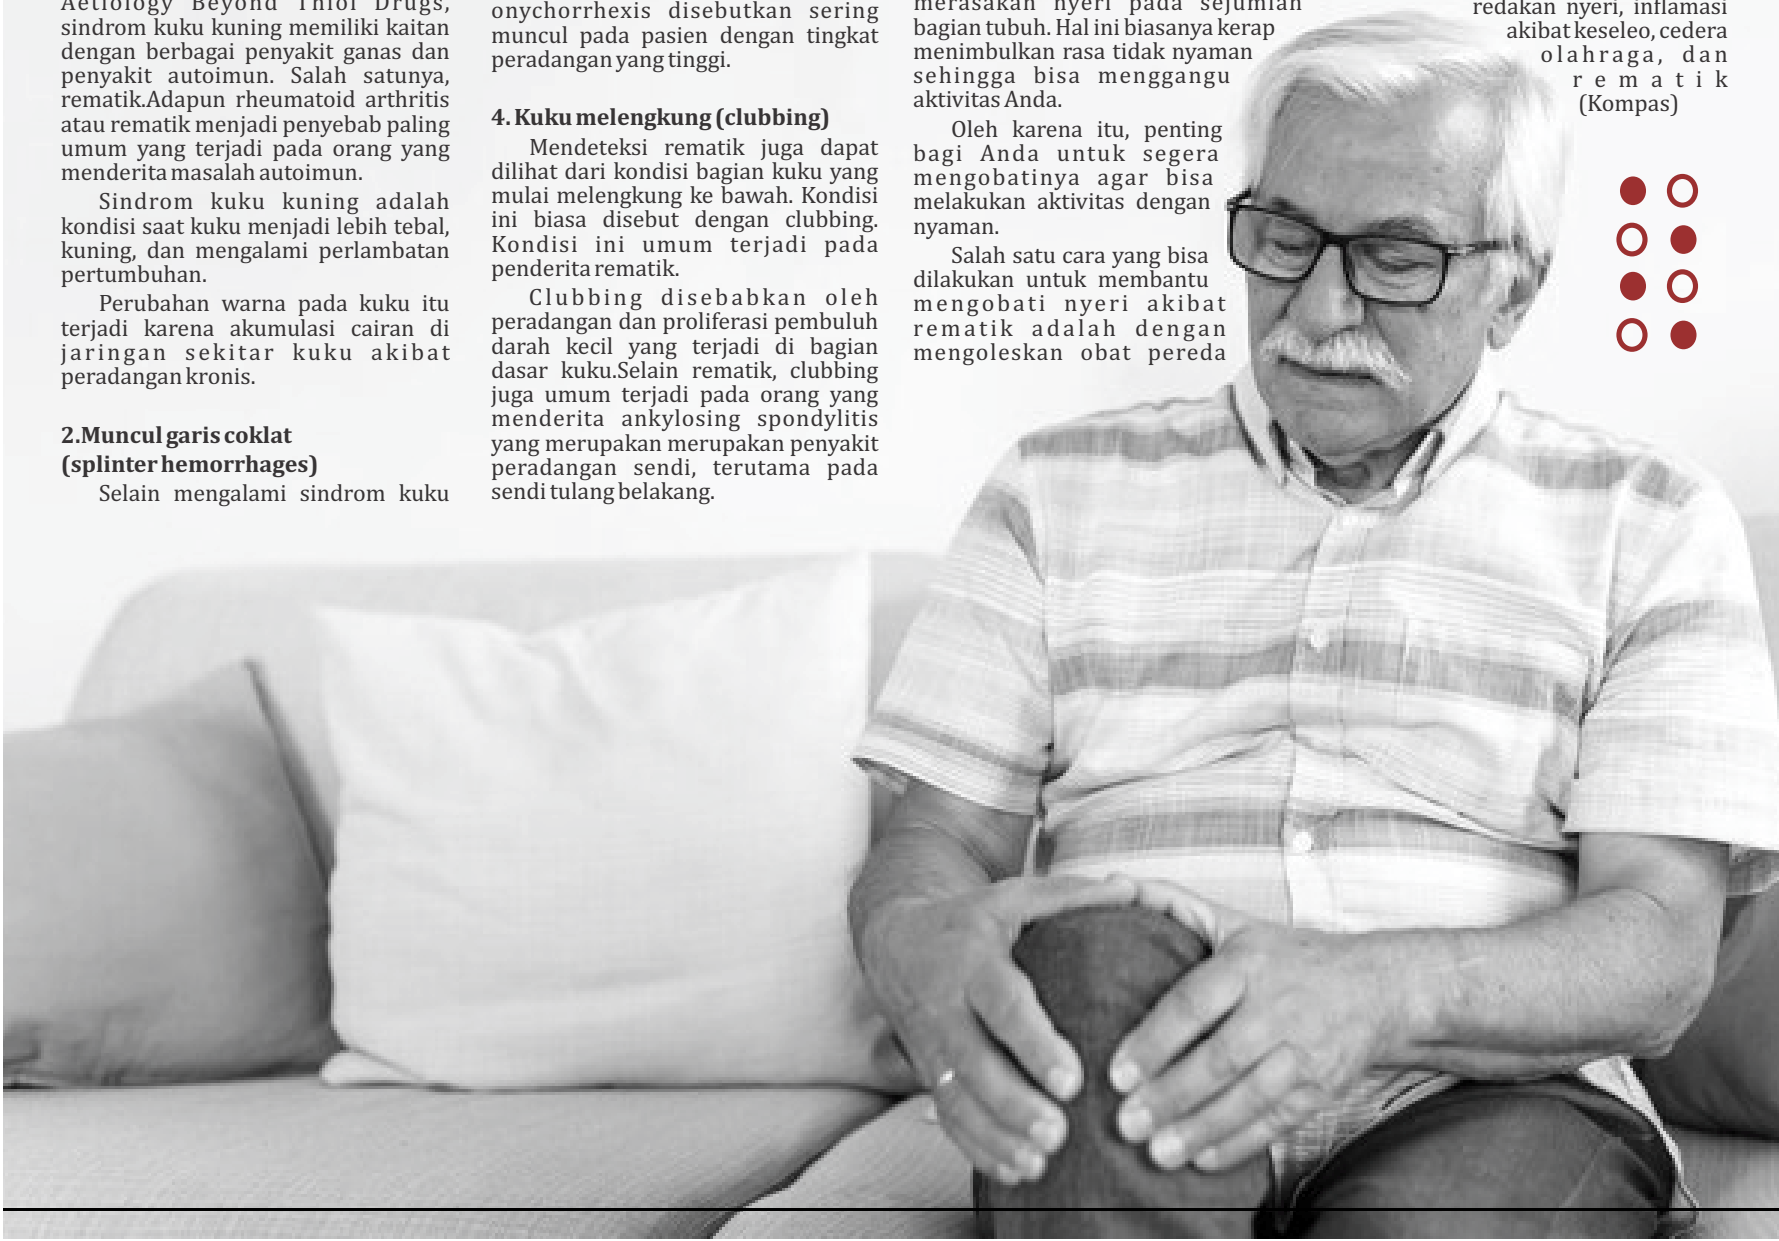 Aetiology Beyond Thiol Drugs,
sindrom kuku kuning memiliki kaitan
dengan berbagai penyakit ganas dan
penyakit autoimun. Salah satunya,
rematik.Adapun rheumatoid arthritis
atau rematik menjadi penyebab paling
umum yang terjadi pada orang yang
menderita masalah autoimun.
Sindrom kuku kuning adalah
kondisi saat kuku menjadi lebih tebal,
kuning, dan mengalami perlambatan
pertumbuhan.
Perubahan warna pada kuku itu
terjadi karena akumulasi cairan di
jaringan sekitar kuku akibat
peradangan kronis.
2.Muncul garis coklat
(splinter hemorrhages)
Selain mengalami sindrom kuku
onychorrhexis disebutkan sering
muncul pada pasien dengan tingkat
peradangan yang tinggi.
4. Kuku melengkung (clubbing)
Mendeteksi rematik juga dapat
dilihat dari kondisi bagian kuku yang
mulai melengkung ke bawah. Kondisi
ini biasa disebut dengan clubbing.
Kondisi ini umum terjadi pada
penderita rematik.
Clubbing disebabkan oleh
peradangan dan proliferasi pembuluh
darah kecil yang terjadi di bagian
dasar kuku.Selain rematik, clubbing
juga umum terjadi pada orang yang
menderita ankylosing spondylitis
yang merupakan merupakan penyakit
peradangan sendi, terutama pada
sendi tulang belakang.
merasakan nyeri pada sejumlah
bagian tubuh. Hal ini biasanya kerap
menimbulkan rasa tidak nyaman
sehingga bisa menggangu
aktivitas Anda.
Oleh karena itu, penting
bagi Anda untuk segera
mengobatinya agar bisa
melakukan aktivitas dengan
nyaman.
Salah satu cara yang bisa
dilakukan untuk membantu
mengobati nyeri akibat
rematik adalah dengan
mengoleskan obat pereda
redakan nyeri, inflamasi
akibat keseleo, cedera
olahraga, dan
rematik
(Kompas)